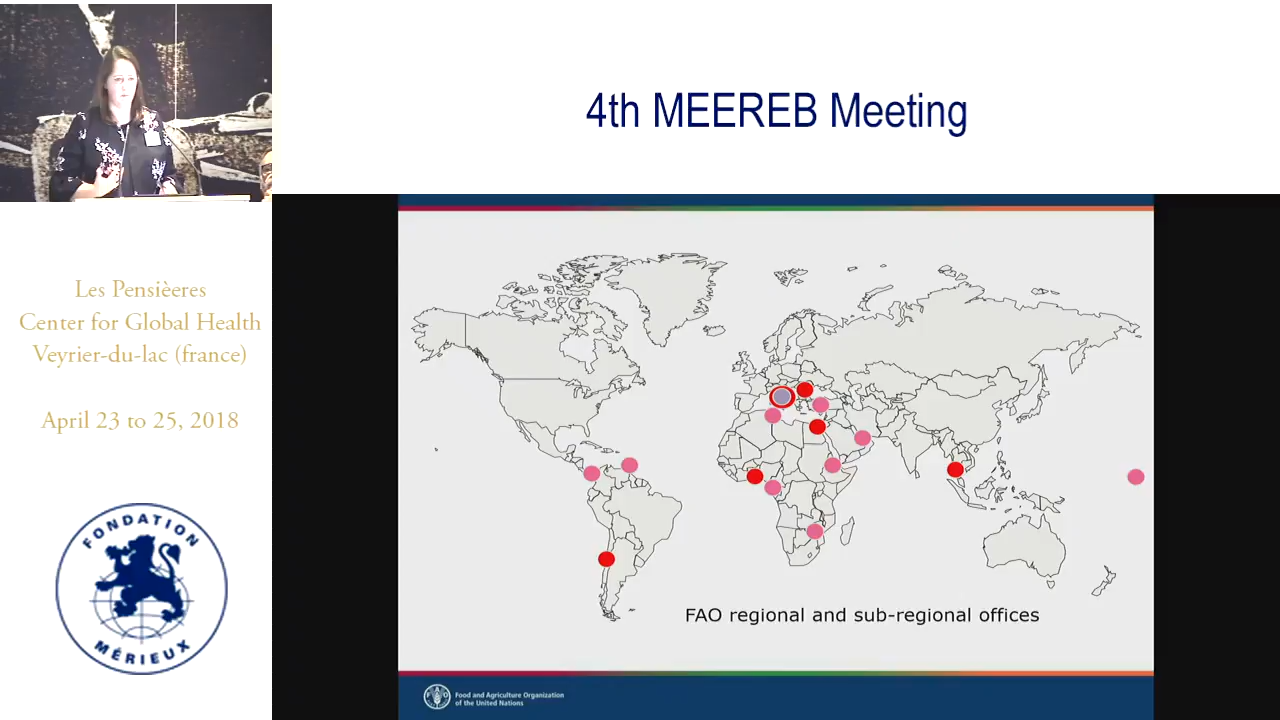 4th MEEREB Meeting
Les Pensièeres
Center for Global Health
Veyrier-du-lac (france)
April 23 to 25, 2018
FONDATION
MÉRIEUX
FAO regional and sub-regional offices
Food and Agriculture Organization
of the United Nations